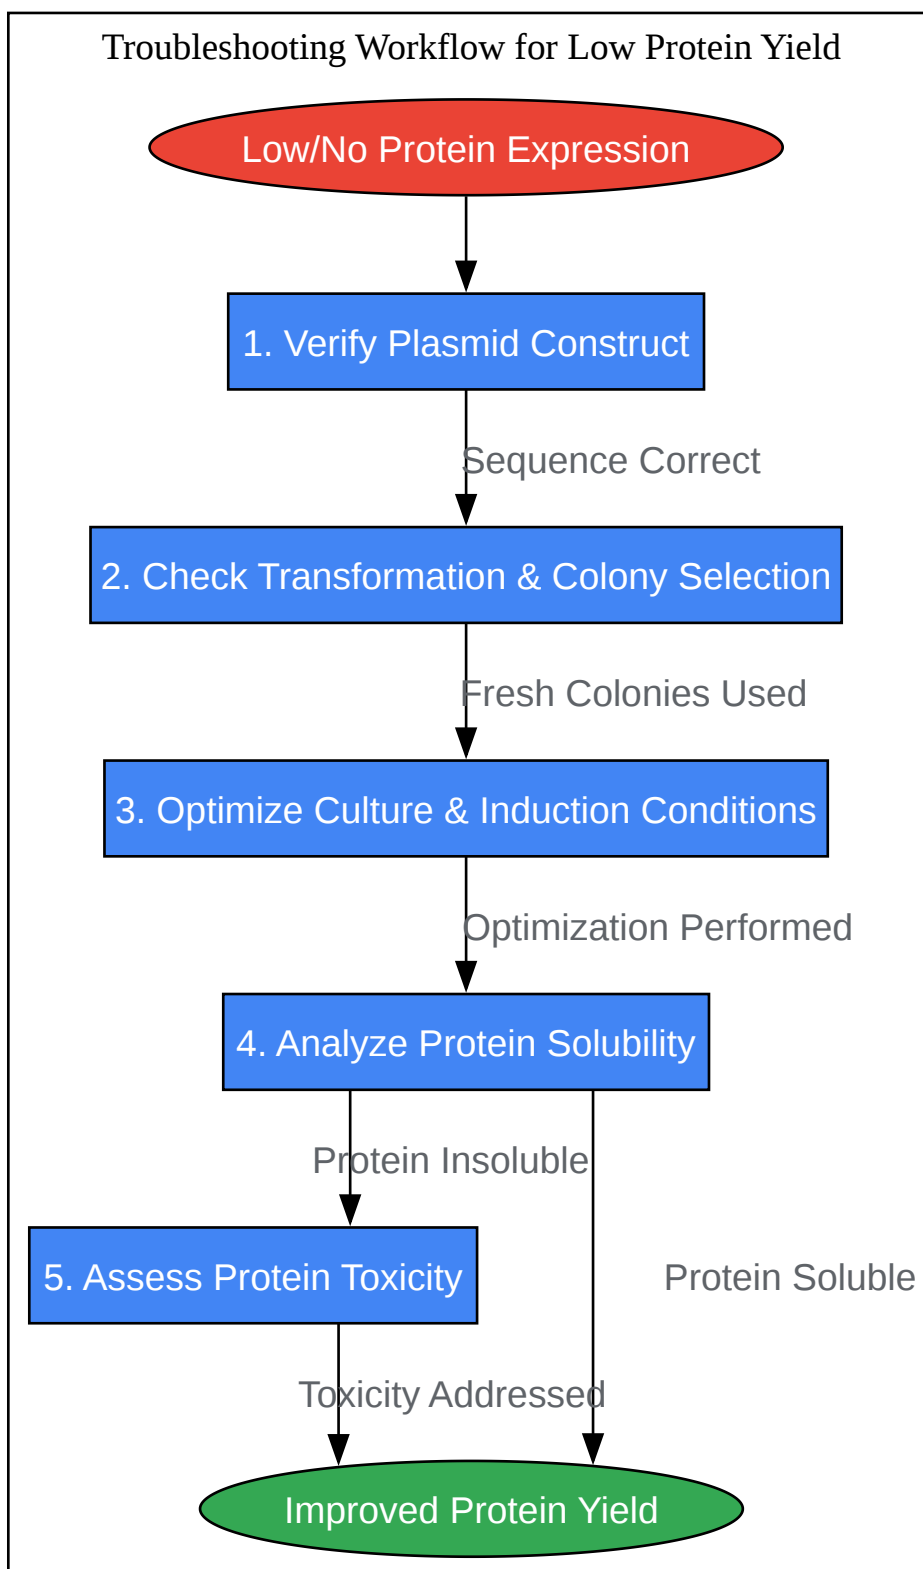 Troubleshooting Workflow for Low Protein Yield
Low/No Protein Expression
1. Verify Plasmid Construct
Sequence Correct
2. Check Transformation & Colony Selection
Fresh Colonies Used
3. Optimize Culture & Induction Conditions
Optimization Performed
4. Analyze Protein Solubility
Protein Insoluble
5. Assess Protein Toxicity
Protein Soluble
Toxicity Addressed
Improved Protein Yield